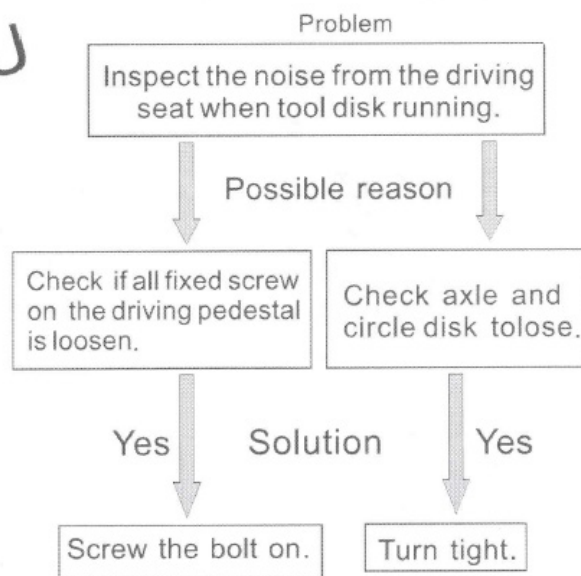 Problem
Inspect the noise from the driving
seat when tool disk running.
Possible reason
Check if all fixed screw
on the driving pedestal
is loosen.
Check axle and
circle disk tolose.
Yes
Solution
Yes
Screw the bolt on.
Turn tight.